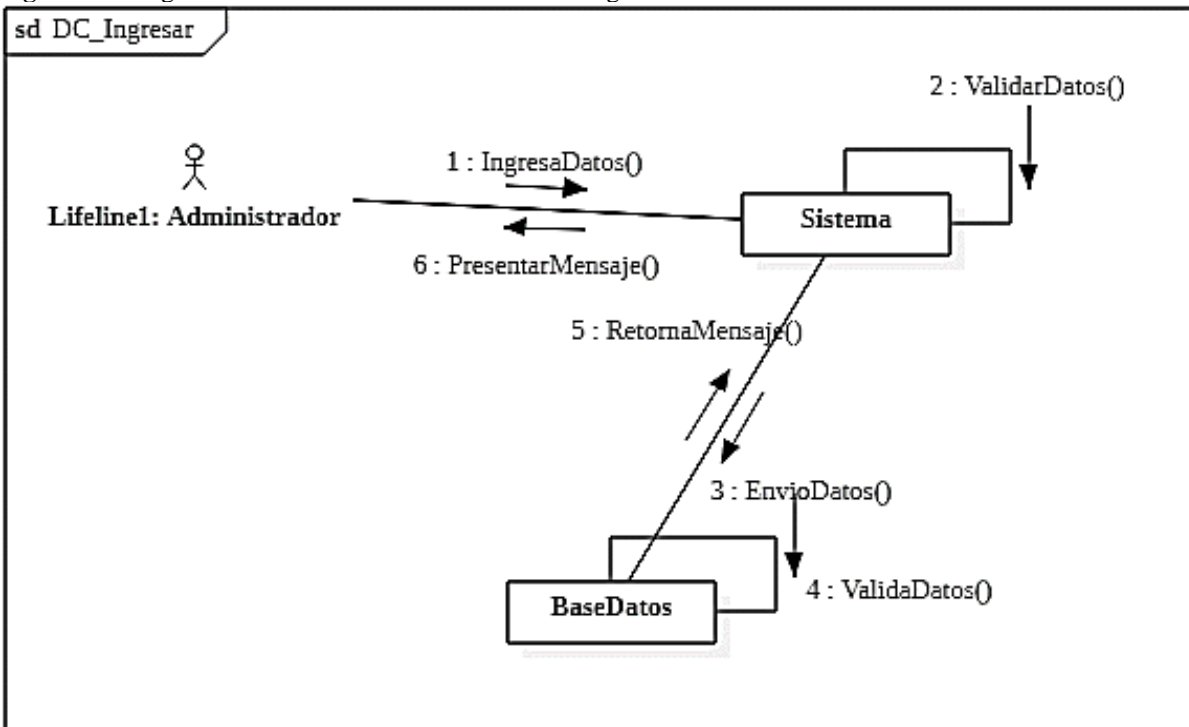 sd DC_Ingresar
2 : ValidarDatos()
1 : IngresaDatos()
Lifeline1: Administrador
Sistema
6 : PresentarMensaje()
5 : RetornaMensaje()
3 : EnvioDatos()
4 : ValidaDatos()
BaseDatos